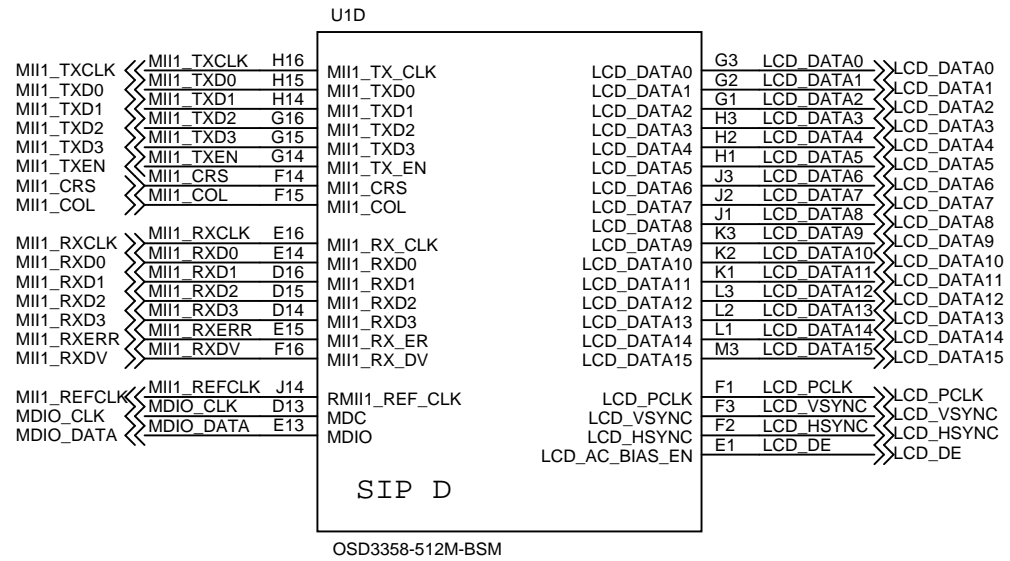 U1D
MII1_TXCLK MII1_TXCLK H16 MII1_TX_CLK LCD_DATA0 G3 LCD_DATA0 LCD_DATA0
MII1_TXD0 MII1_TXD0 H15 MII1_TXD0 LCD_DATA1 G2 LCD_DATA1 LCD_DATA1
MII1_TXD1 MII1_TXD1 H14 MII1_TXD1 LCD_DATA2 G1 LCD_DATA2 LCD_DATA2
MII1_TXD2 MII1_TXD2 G16 MII1_TXD2 LCD_DATA3 H3 LCD_DATA3 LCD_DATA3
MII1_TXD3 MII1_TXD3 G15 MII1_TXD3 LCD_DATA4 H2 LCD_DATA4 LCD_DATA4
MII1_TXEN MII1_TXEN G14 MII1_TX_EN LCD_DATA5 H1 LCD_DATA5 LCD_DATA5
MII1_CRS MII1_CRS F14 MII1_CRS LCD_DATA6 J3 LCD_DATA6 LCD_DATA6
MII1_COL MII1_COL F15 MII1_COL LCD_DATA7 J2 LCD_DATA7 LCD_DATA7
LCD_DATA8 J1 LCD_DATA8 LCD_DATA8
MII1_RXCLK MII1_RXCLK E16 MII1_RX_CLK LCD_DATA9 K3 LCD_DATA9 LCD_DATA9
MII1_RXD0 MII1_RXD0 E14 MII1_RXD0 LCD_DATA10 K2 LCD_DATA10 LCD_DATA10
MII1_RXD1 MII1_RXD1 D16 MII1_RXD1 LCD_DATA11 K1 LCD_DATA11 LCD_DATA11
MII1_RXD2 MII1_RXD2 D15 MII1_RXD2 LCD_DATA12 L3 LCD_DATA12 LCD_DATA12
MII1_RXD3 MII1_RXD3 D14 MII1_RXD3 LCD_DATA13 L2 LCD_DATA13 LCD_DATA13
MII1_RXERR MII1_RXERR E15 MII1_RX_ER LCD_DATA14 L1 LCD_DATA14 LCD_DATA14
MII1_RXDV MII1_RXDV F16 MII1_RX_DV LCD_DATA15 M3 LCD_DATA15 LCD_DATA15
MII1_REFCLK MII1_REFCLK J14 RMII1_REF_CLK LCD_PCLK F1 LCD_PCLK LCD_PCLK
MDIO_CLK MDIO_CLK D13 MDC LCD_VSYNC F3 LCD_VSYNC LCD_VSYNC
MDIO_DATA MDIO_DATA E13 MDIO LCD_HSYNC F2 LCD_HSYNC LCD_HSYNC
LCD_AC_BIAS_EN E1 LCD_DE LCD_DE
SIP D
OSD3358-512M-BSM